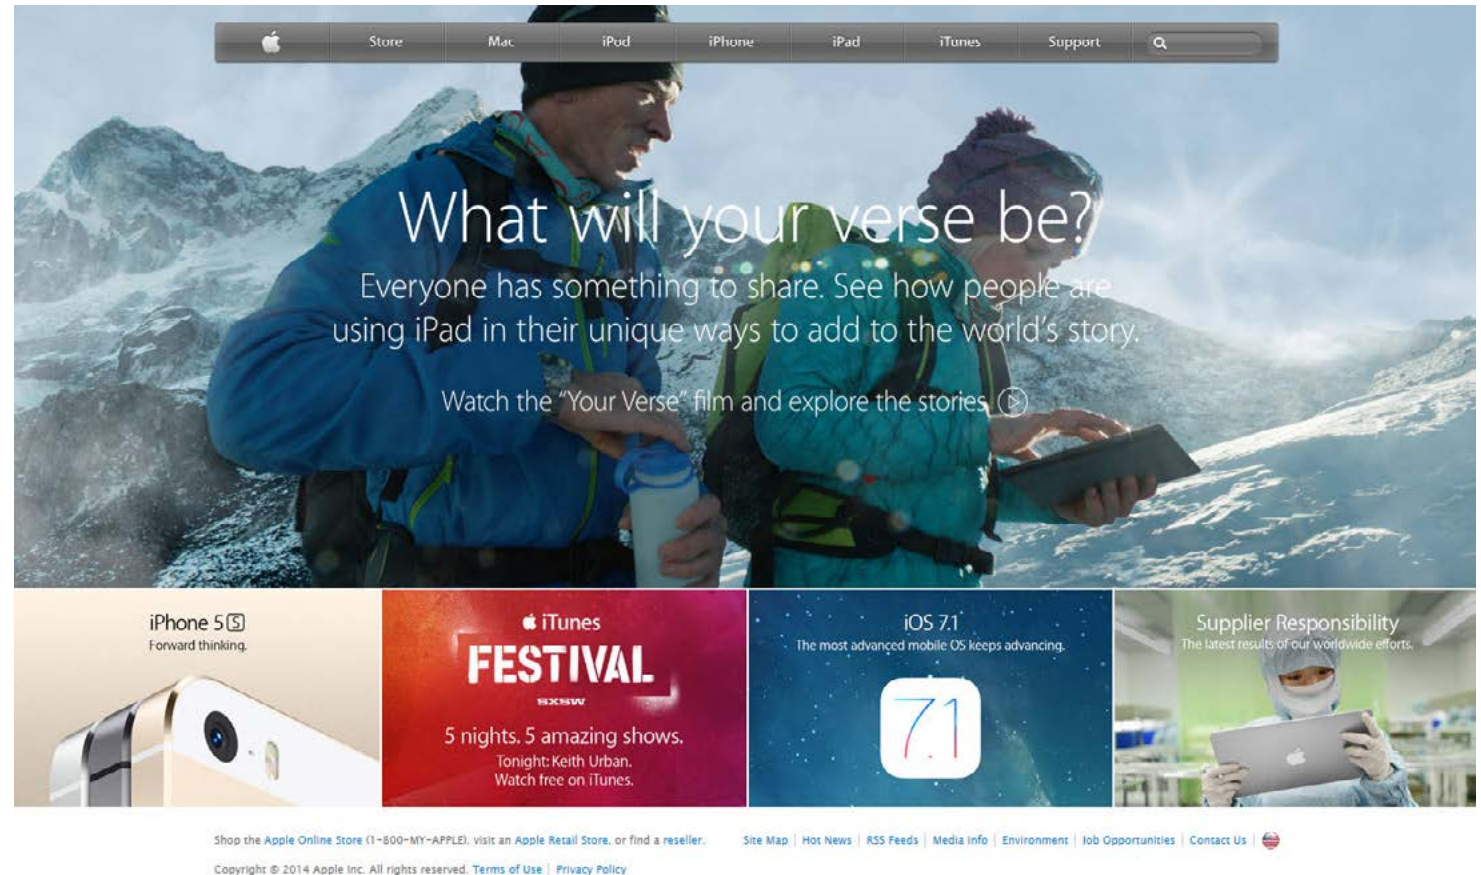 Store Mac iPod iPhone iPad iTunes Support
What will your verse be?
Everyone has something to share. See how people are
using iPad in their unique ways to add to the world's story.
Watch the “Your Verse” film and explore the stories
iPhone 5S
Forward thinking.
iTunes
FESTIVAL
SXSW
5 nights. 5 amazing shows.
Tonight: Keith Urban.
Watch free on iTunes.
iOS 7.1
The most advanced mobile OS keeps advancing.
7.1
Supplier Responsibility
The latest results of our worldwide efforts.
Shop the Apple Online Store (1-800-MY-APPLE), visit an Apple Retail Store, or find a reseller.
Site Map | Hot News | RSS Feeds | Media Info | Environment | Job Opportunities | Contact Us |
Copyright © 2014 Apple Inc. All rights reserved. Terms of Use | Privacy Policy